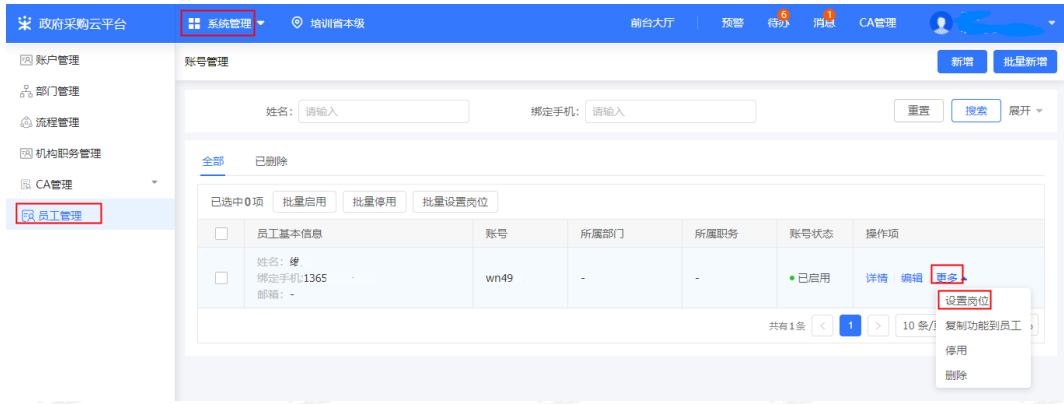 政府采购云平台 系统管理 培训省本级 前台大厅 预警 待办 6 消息 1 CA管理
账户管理
部门管理
流程管理
机构职务管理
CA管理
员工管理
账号管理 新增 批量新增
姓名: 请输入 绑定手机: 请输入 重置 搜索 展开
全部 已删除
已选中0项 批量启用 批量停用 批量设置岗位
员工基本信息 账号 所属部门 所属职务 账号状态 操作项
姓名:
绑定手机:1365
邮箱: -
wn49 - - 已启用 详情 编辑 更多
设置岗位
复制功能到员工
停用
删除
共有1条 < 1 > 10 条/